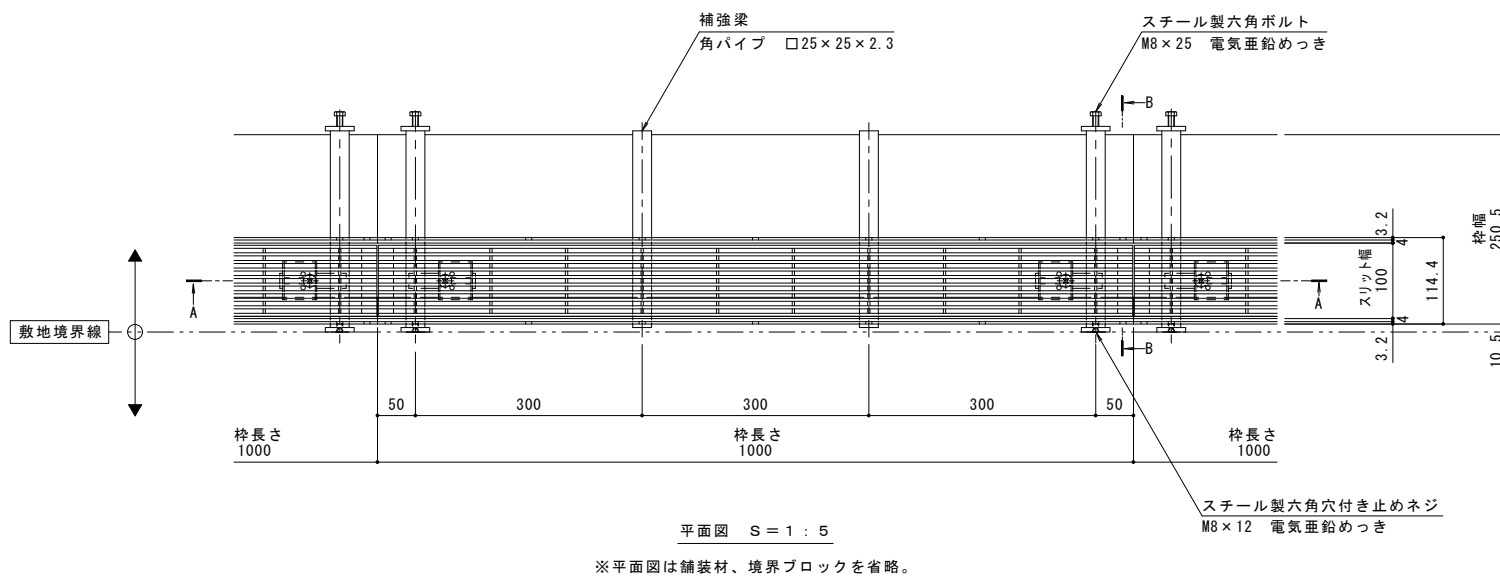 補強梁
角パイプ □25×25×2.3
スチール製六角ボルト
M8×25 電気亜鉛めっき
B
A
A
B
敷地境界線
3.2
4
スリット幅
100
4
3.2
114.4
枠幅
250.5
10.5
50
300
300
300
50
枠長さ
1000
枠長さ
1000
枠長さ
1000
スチール製六角穴付き止めネジ
M8×12 電気亜鉛めっき
平面図 S=1:5
※平面図は舗装材、境界ブロックを省略。